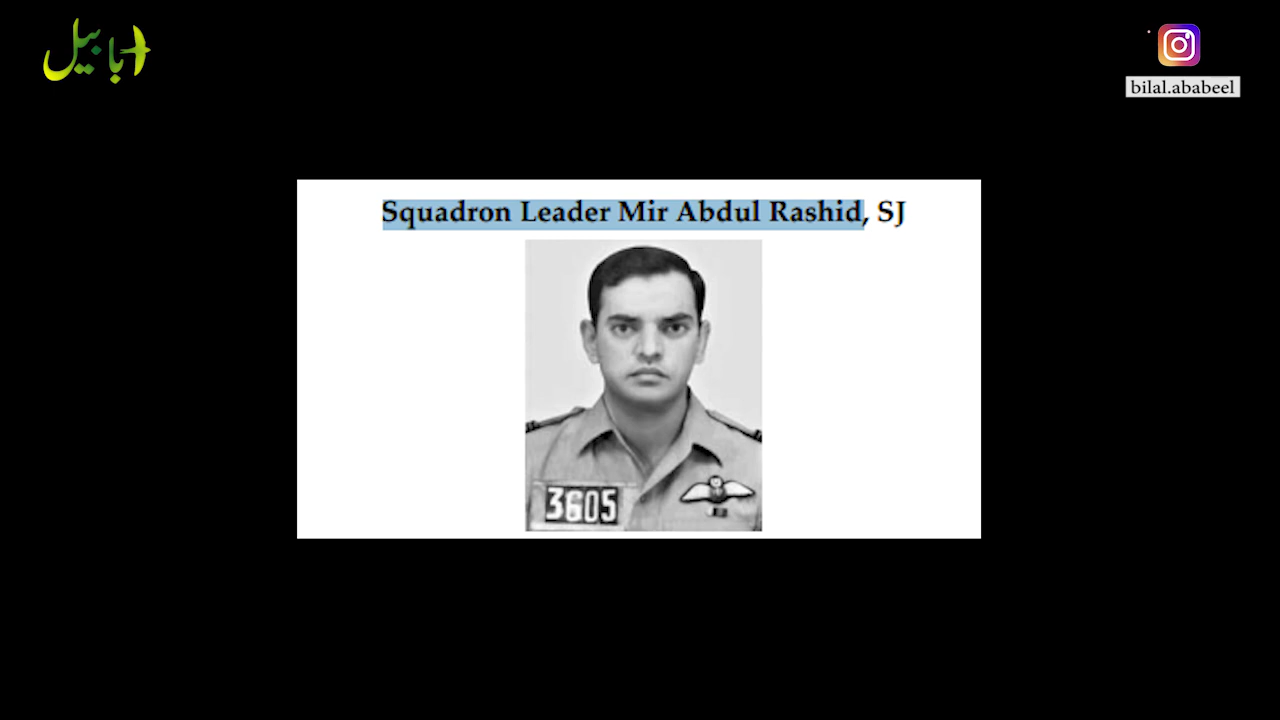 ابابیل
bilal.ababeel
Squadron Leader Mir Abdul Rashid, SJ
3605